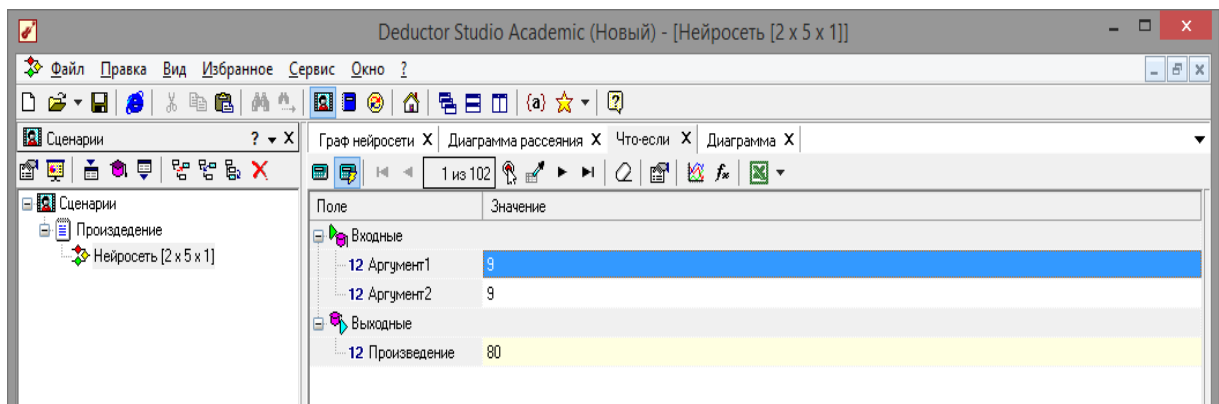 Deductor Studio Academic (Новый) - [Нейросеть [2 x 5 x 1]]
Файл Правка Вид Избранное Сервис Окно ?
Сценарии
Граф нейросети X Диаграмма рассеяния X Что-если X Диаграмма X
1 из 102
Сценарии
Произдедение
Нейросеть [2 x 5 x 1]
Поле Значение
Входные
12 Аргумент1 9
12 Аргумент2 9
Выходные
12 Произведение 80